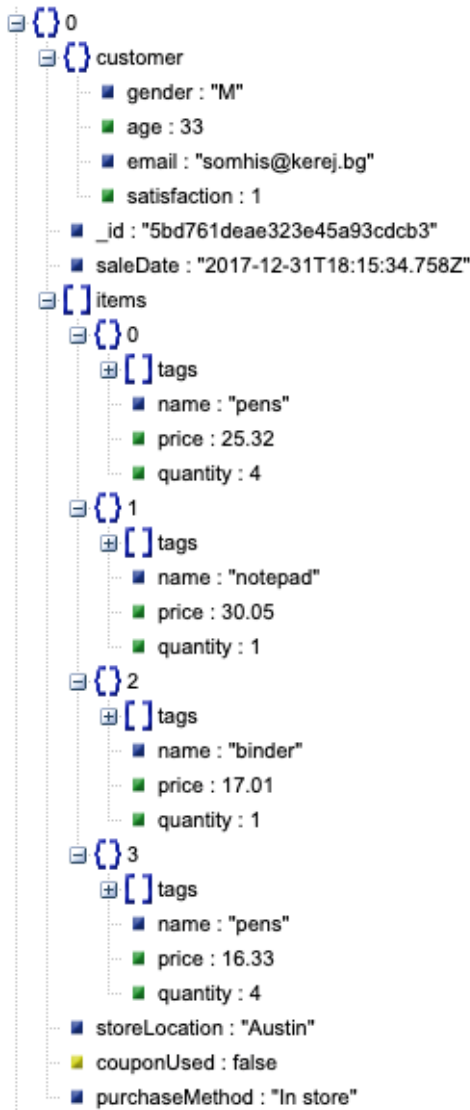 0
customer
gender : "M"
age : 33
email : "somhis@kerej.bg"
satisfaction : 1
_id : "5bd761deae323e45a93cdcb3"
saleDate : "2017-12-31T18:15:34.758Z"
items
0
tags
name : "pens"
price : 25.32
quantity : 4
1
tags
name : "notepad"
price : 30.05
quantity : 1
2
tags
name : "binder"
price : 17.01
quantity : 1
3
tags
name : "pens"
price : 16.33
quantity : 4
storeLocation : "Austin"
couponUsed : false
purchaseMethod : "In store"